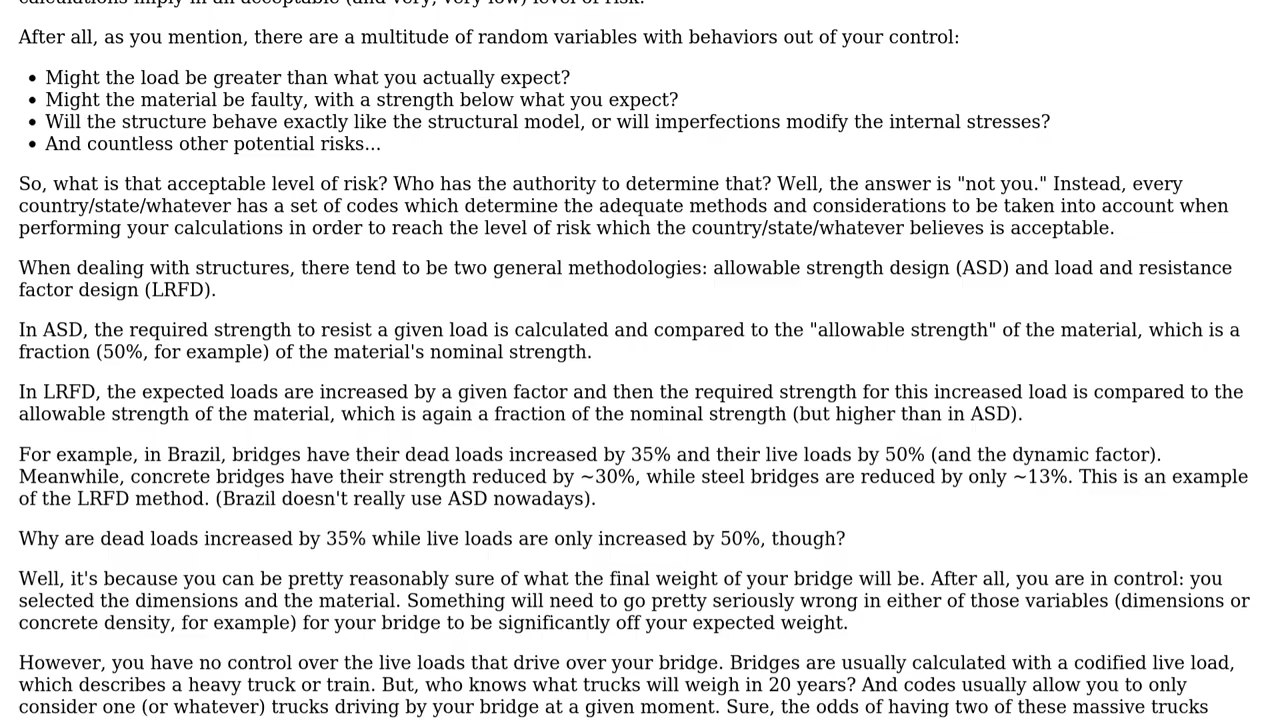 calculations imply in an acceptable (and very, very low) level of risk.
After all, as you mention, there are a multitude of random variables with behaviors out of your control:
• Might the load be greater than what you actually expect?
• Might the material be faulty, with a strength below what you expect?
• Will the structure behave exactly like the structural model, or will imperfections modify the internal stresses?
• And countless other potential risks...
So, what is that acceptable level of risk? Who has the authority to determine that? Well, the answer is "not you." Instead, every
country/state/whatever has a set of codes which determine the adequate methods and considerations to be taken into account when
performing your calculations in order to reach the level of risk which the country/state/whatever believes is acceptable.
When dealing with structures, there tend to be two general methodologies: allowable strength design (ASD) and load and resistance
factor design (LRFD).
In ASD, the required strength to resist a given load is calculated and compared to the "allowable strength" of the material, which is a
fraction (50%, for example) of the material's nominal strength.
In LRFD, the expected loads are increased by a given factor and then the required strength for this increased load is compared to the
allowable strength of the material, which is again a fraction of the nominal strength (but higher than in ASD).
For example, in Brazil, bridges have their dead loads increased by 35% and their live loads by 50% (and the dynamic factor).
Meanwhile, concrete bridges have their strength reduced by ~30%, while steel bridges are reduced by only ~13%. This is an example
of the LRFD method. (Brazil doesn't really use ASD nowadays).
Why are dead loads increased by 35% while live loads are only increased by 50%, though?
Well, it's because you can be pretty reasonably sure of what the final weight of your bridge will be. After all, you are in control: you
selected the dimensions and the material. Something will need to go pretty seriously wrong in either of those variables (dimensions or
concrete density, for example) for your bridge to be significantly off your expected weight.
However, you have no control over the live loads that drive over your bridge. Bridges are usually calculated with a codified live load,
which describes a heavy truck or train. But, who knows what trucks will weigh in 20 years? And codes usually allow you to only
consider one (or whatever) trucks driving by your bridge at a given moment. Sure, the odds of having two of these massive trucks